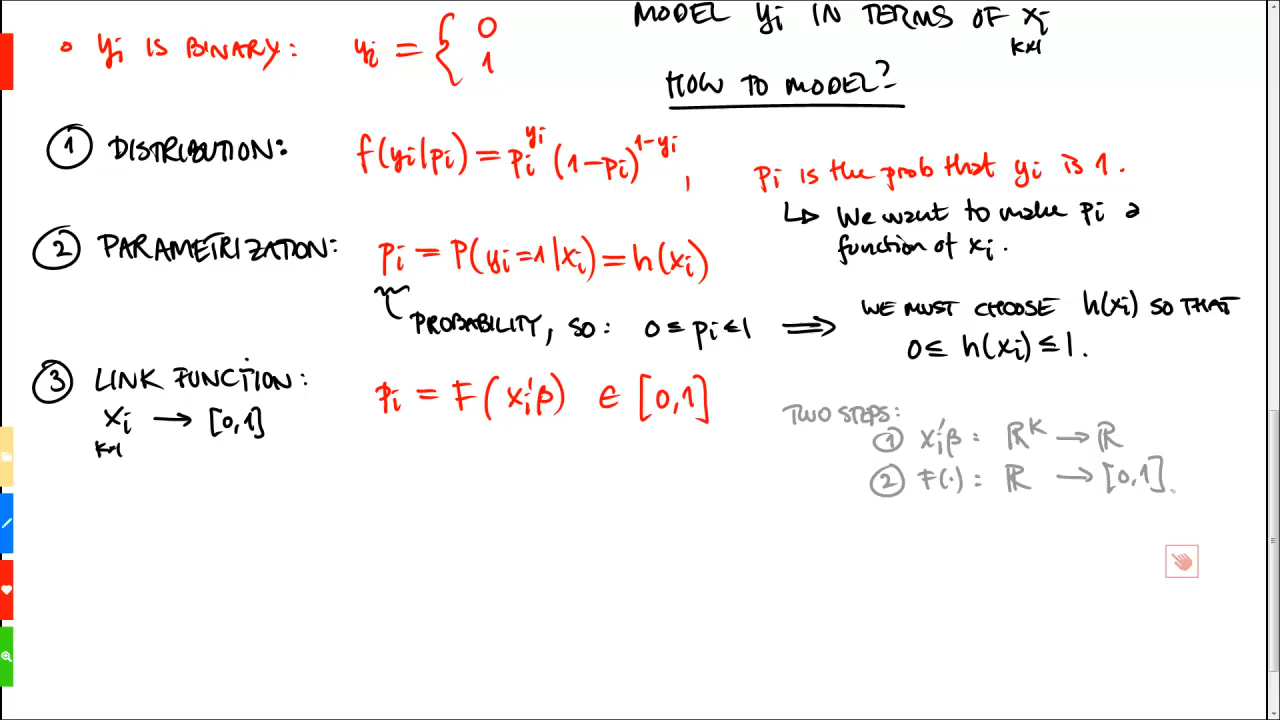 MODEL yi IN TERMS OF xi
k×1
• yi IS BINARY: yi = { 0
1
HOW TO MODEL?
① DISTRIBUTION: f(yi|pi) = pi^yi (1-pi)^1-yi,
pi is the prob that yi is 1.
↳ We want to make pi a
function of xi.
② PARAMETRIZATION: pi = P(yi=1|xi) = h(xi)
PROBABILITY, SO: 0 ≤ pi ≤ 1 ⟹ WE MUST CHOOSE h(xi) SO THAT
0 ≤ h(xi) ≤ 1.
③ LINK FUNCTION: pi = F(xi'β) ∈ [0,1]
xi → [0,1]
k×1
TWO STEPS:
① xi'β: ℝ^K → ℝ
② F(·): ℝ → [0,1].